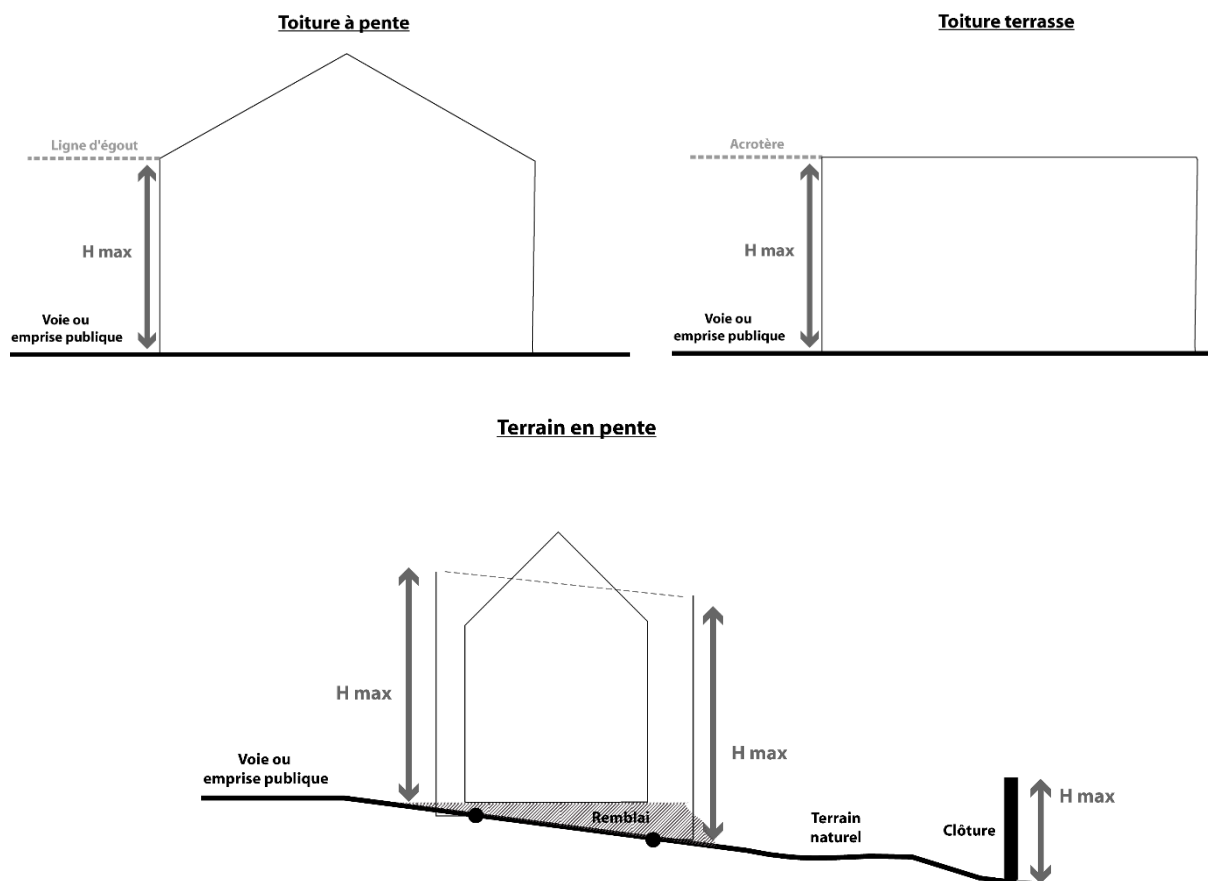 Toiture à pente
Toiture terrasse
Ligne d'égout
H max
Voie ou
emprise publique
Acrotère
H max
Voie ou
emprise publique
Terrain en pente
H max
Voie ou
emprise publique
Remblai
H max
Terrain
naturel
Clôture
H max